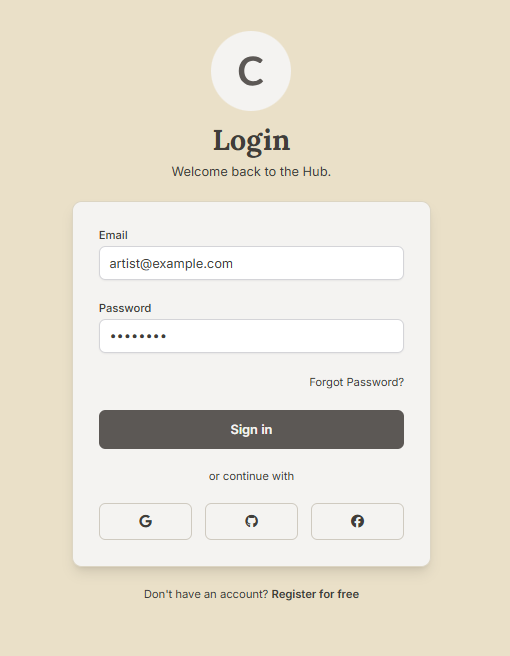 C
Login
Welcome back to the Hub.
Email
artist@example.com
Password
••••••••
Forgot Password?
Sign in
or continue with
G
Don't have an account? Register for free